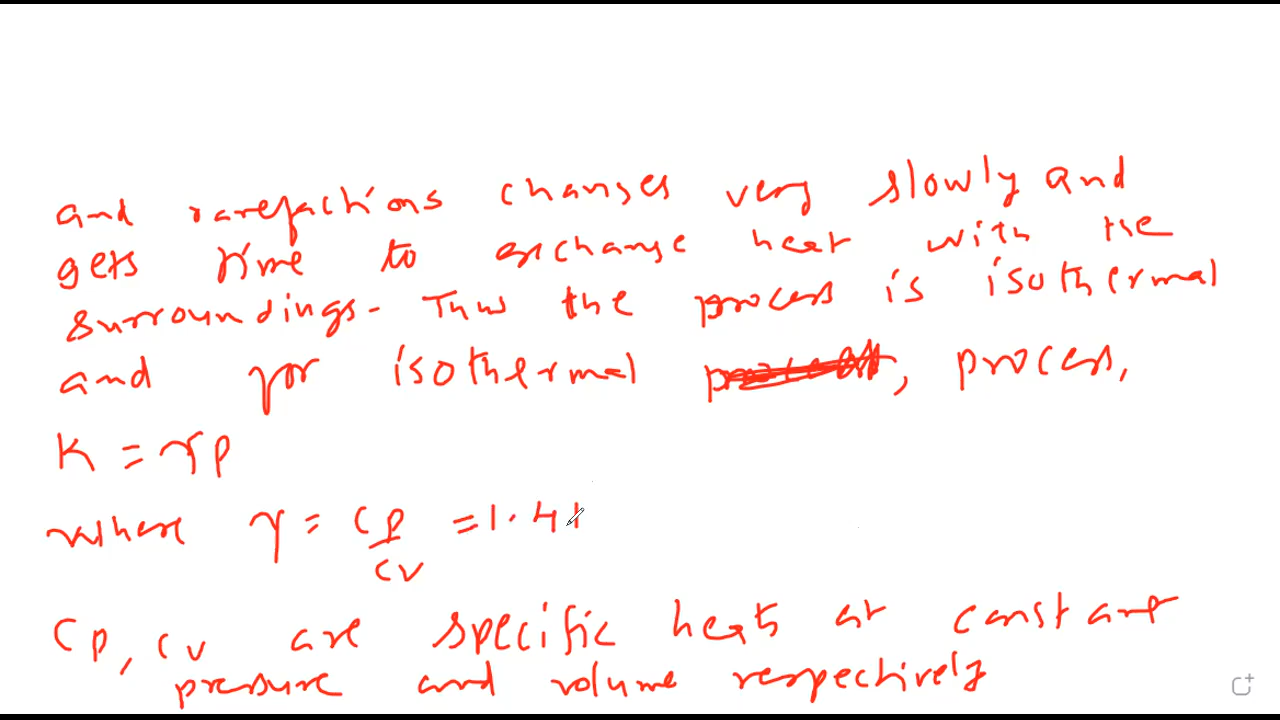 and rarefactions changes very slowly and
gets time to exchange heat with the
surroundings. Thus the process is isothermal
and for isothermal process, process,
K = γp
where γ = Cp/Cv = 1.41
Cp, Cv are specific heats at constant
pressure and volume respectively